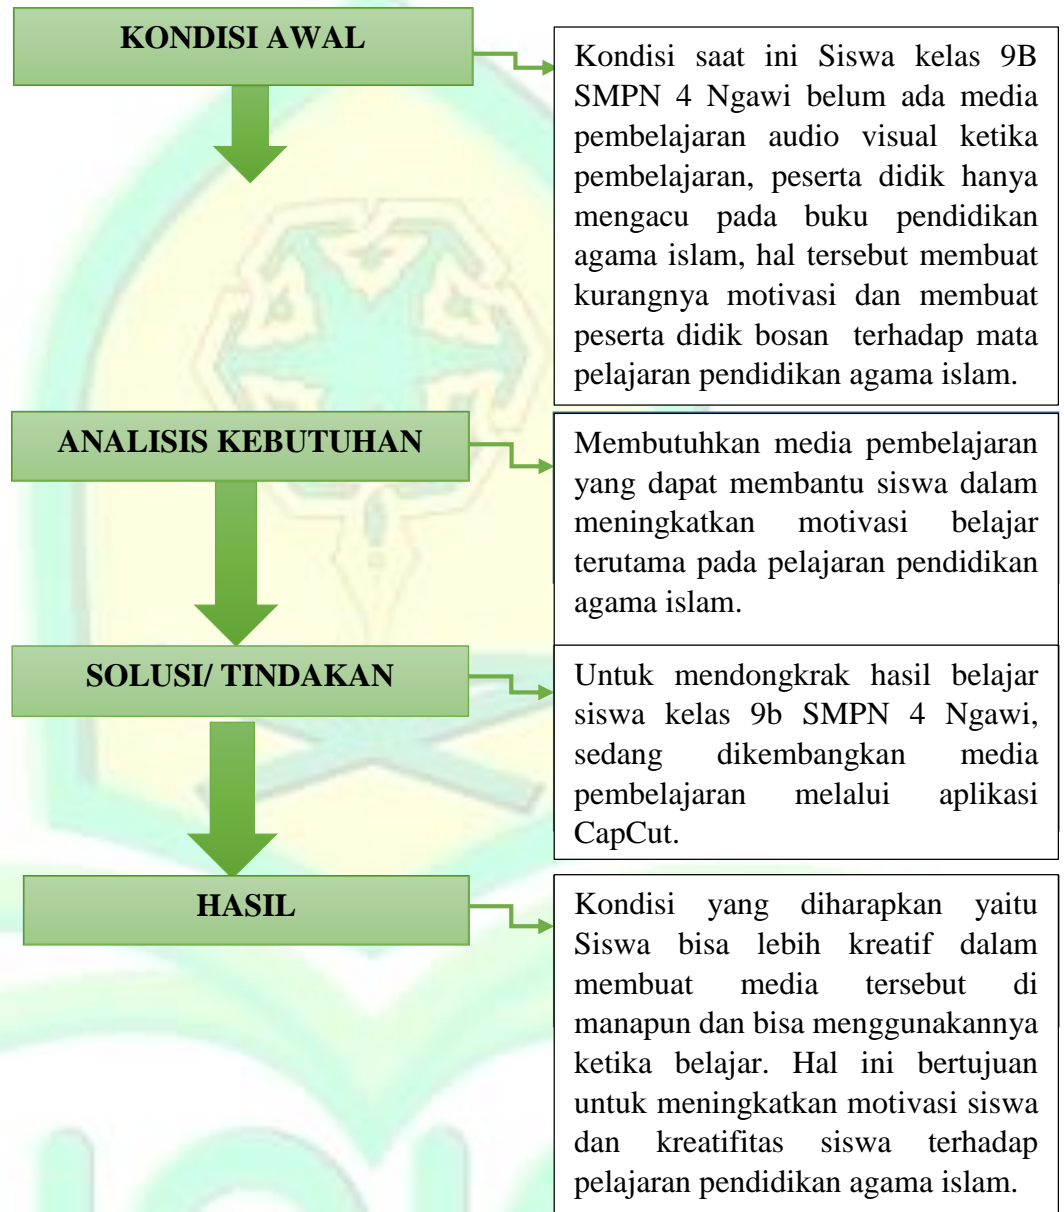 KONDISI AWAL
Kondisi saat ini Siswa kelas 9B
SMPN 4 Ngawi belum ada media
pembelajaran audio visual ketika
pembelajaran, peserta didik hanya
mengacu pada buku pendidikan
agama islam, hal tersebut membuat
kurangnya motivasi dan membuat
peserta didik bosan terhadap mata
pelajaran pendidikan agama islam.
ANALISIS KEBUTUHAN
Membutuhkan media pembelajaran
yang dapat membantu siswa dalam
meningkatkan motivasi belajar
terutama pada pelajaran pendidikan
agama islam.
SOLUSI/ TINDAKAN
Untuk mendongkrak hasil belajar
siswa kelas 9b SMPN 4 Ngawi,
sedang dikembangkan media
pembelajaran melalui aplikasi
CapCut.
HASIL
Kondisi yang diharapkan yaitu
Siswa bisa lebih kreatif dalam
membuat media tersebut di
manapun dan bisa menggunakannya
ketika belajar. Hal ini bertujuan
untuk meningkatkan motivasi siswa
dan kreatifitas siswa terhadap
pelajaran pendidikan agama islam.